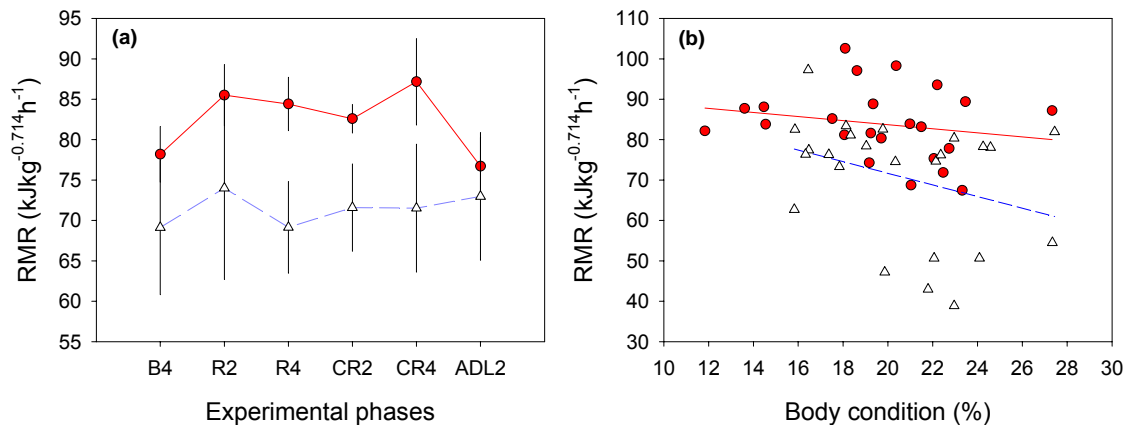 (a)
RMR (kJkg-0.714h-1)
95
90
85
80
75
70
65
60
55
B4 R2 R4 CR2 CR4 ADL2
Experimental phases
(b)
RMR (kJkg-0.714h-1)
110
100
90
80
70
60
50
40
30
10 12 14 16 18 20 22 24 26 28 30
Body condition (%)